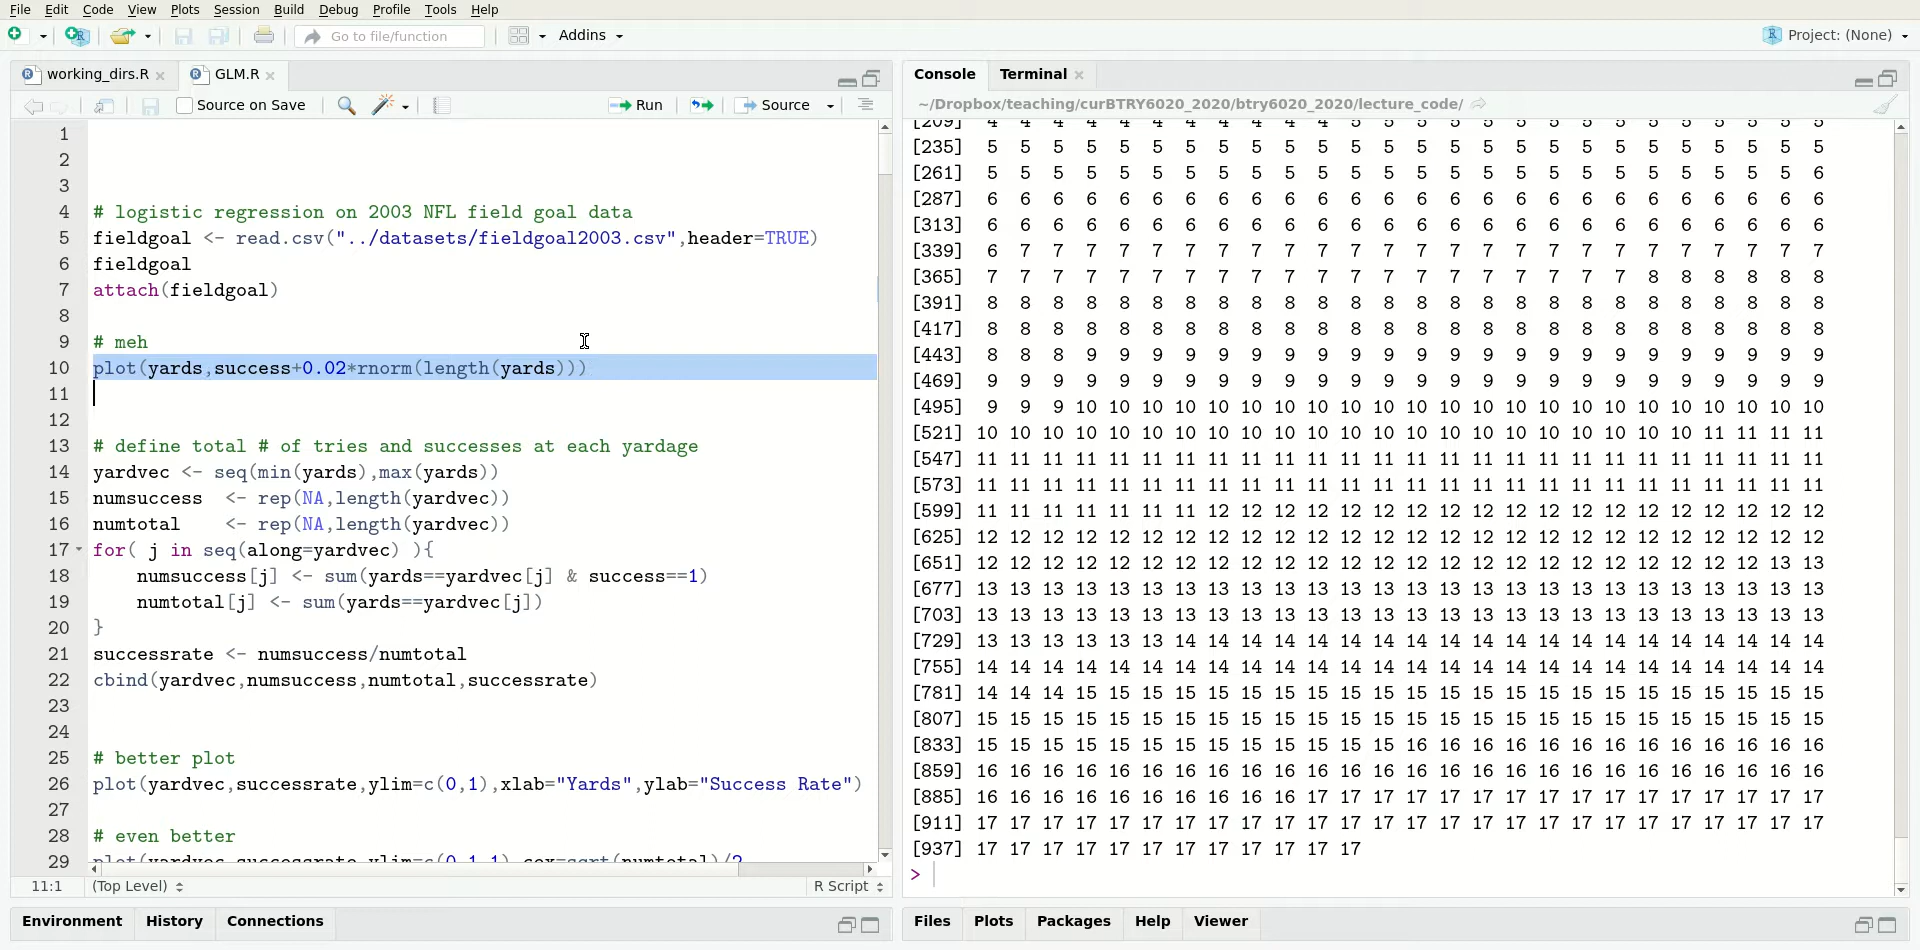 File Edit Code View Plots Session Build Debug Profile Tools Help
Go to file/function Addins Project: (None)
working_dirs.R GLM.R
Source on Save Run Source
1
2
3
4 # logistic regression on 2003 NFL field goal data
5 fieldgoal <- read.csv("../datasets/fieldgoal2003.csv",header=TRUE)
6 fieldgoal
7 attach(fieldgoal)
8
9 # meh
10 plot(yards,success+0.02*rnorm(length(yards)))
11
12
13 # define total # of tries and successes at each yardage
14 yardvec <- seq(min(yards),max(yards))
15 numsuccess  <- rep(NA,length(yardvec))
16 numtotal    <- rep(NA,length(yardvec))
17 for( j in seq(along=yardvec) ){
18     numsuccess[j] <- sum(yards==yardvec[j] & success==1)
19     numtotal[j] <- sum(yards==yardvec[j])
20 }
21 successrate <- numsuccess/numtotal
22 cbind(yardvec,numsuccess,numtotal,successrate)
23
24
25 # better plot
26 plot(yardvec,successrate,ylim=c(0,1),xlab="Yards",ylab="Success Rate")
27
28 # even better
29 plot(yardvec,successrate,ylim=c(0,1.1),cex=sqrt(numtotal)/2
11:1 (Top Level) R Script
Environment History Connections
Console Terminal
~/Dropbox/teaching/curBTRY6020_2020/btry6020_2020/lecture_code/
[209] 4 4 4 4 4 4 4 4 4 4 4 5 5 5 5 5 5 5 5 5 5 5 5 5 5 5
[235] 5 5 5 5 5 5 5 5 5 5 5 5 5 5 5 5 5 5 5 5 5 5 5 5 5 5
[261] 5 5 5 5 5 5 5 5 5 5 5 5 5 5 5 5 5 5 5 5 5 5 5 5 5 6
[287] 6 6 6 6 6 6 6 6 6 6 6 6 6 6 6 6 6 6 6 6 6 6 6 6 6 6
[313] 6 6 6 6 6 6 6 6 6 6 6 6 6 6 6 6 6 6 6 6 6 6 6 6 6 6
[339] 6 7 7 7 7 7 7 7 7 7 7 7 7 7 7 7 7 7 7 7 7 7 7 7 7 7
[365] 7 7 7 7 7 7 7 7 7 7 7 7 7 7 7 7 7 7 7 7 8 8 8 8 8 8
[391] 8 8 8 8 8 8 8 8 8 8 8 8 8 8 8 8 8 8 8 8 8 8 8 8 8 8
[417] 8 8 8 8 8 8 8 8 8 8 8 8 8 8 8 8 8 8 8 8 8 8 8 8 8 8
[443] 8 8 8 9 9 9 9 9 9 9 9 9 9 9 9 9 9 9 9 9 9 9 9 9 9 9
[469] 9 9 9 9 9 9 9 9 9 9 9 9 9 9 9 9 9 9 9 9 9 9 9 9 9 9
[495] 9 9 9 10 10 10 10 10 10 10 10 10 10 10 10 10 10 10 10 10 10 10 10 10 10 10
[521] 10 10 10 10 10 10 10 10 10 10 10 10 10 10 10 10 10 10 10 10 10 10 11 11 11 11
[547] 11 11 11 11 11 11 11 11 11 11 11 11 11 11 11 11 11 11 11 11 11 11 11 11 11 11
[573] 11 11 11 11 11 11 11 11 11 11 11 11 11 11 11 11 11 11 11 11 11 11 11 11 11 11
[599] 11 11 11 11 11 11 11 12 12 12 12 12 12 12 12 12 12 12 12 12 12 12 12 12 12 12
[625] 12 12 12 12 12 12 12 12 12 12 12 12 12 12 12 12 12 12 12 12 12 12 12 12 12 12
[651] 12 12 12 12 12 12 12 12 12 12 12 12 12 12 12 12 12 12 12 12 12 12 12 12 13 13
[677] 13 13 13 13 13 13 13 13 13 13 13 13 13 13 13 13 13 13 13 13 13 13 13 13 13 13
[703] 13 13 13 13 13 13 13 13 13 13 13 13 13 13 13 13 13 13 13 13 13 13 13 13 13 13
[729] 13 13 13 13 13 13 14 14 14 14 14 14 14 14 14 14 14 14 14 14 14 14 14 14 14 14
[755] 14 14 14 14 14 14 14 14 14 14 14 14 14 14 14 14 14 14 14 14 14 14 14 14 14 14
[781] 14 14 14 15 15 15 15 15 15 15 15 15 15 15 15 15 15 15 15 15 15 15 15 15 15 15
[807] 15 15 15 15 15 15 15 15 15 15 15 15 15 15 15 15 15 15 15 15 15 15 15 15 15 15
[833] 15 15 15 15 15 15 15 15 15 15 15 15 15 16 16 16 16 16 16 16 16 16 16 16 16 16
[859] 16 16 16 16 16 16 16 16 16 16 16 16 16 16 16 16 16 16 16 16 16 16 16 16 16 16
[885] 16 16 16 16 16 16 16 16 16 16 17 17 17 17 17 17 17 17 17 17 17 17 17 17 17 17
[911] 17 17 17 17 17 17 17 17 17 17 17 17 17 17 17 17 17 17 17 17 17 17 17 17 17 17
[937] 17 17 17 17 17 17 17 17 17 17 17 17
>
Files Plots Packages Help Viewer